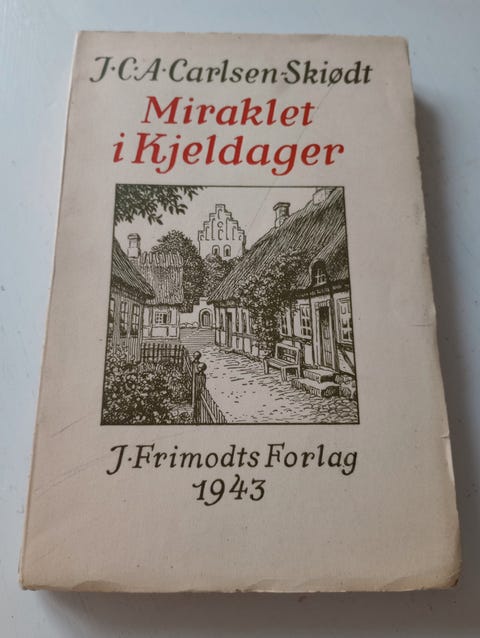 J·C·A·Carlsen-Skiødt
Miraklet
i Kjeldager
J·Frimodts Forlag
1943